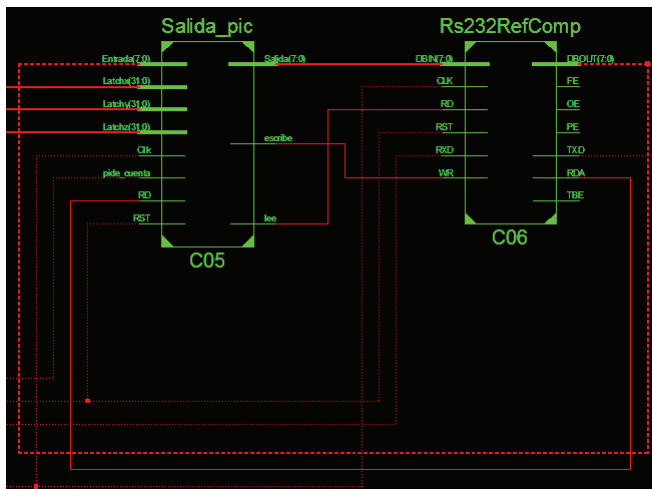 Salida_pic
Entrada(7:0)
Latchx(31:0)
Latchy(31:0)
Latchz(31:0)
Clk
pide_cuenta
RD
RST
Salida(7:0)
escribe
lee
C05
Rs232RefComp
DBIN(7:0)
CLK
RD
RST
RXD
WR
DBOUT(7:0)
FE
OE
PE
TXD
RDA
TBE
C06